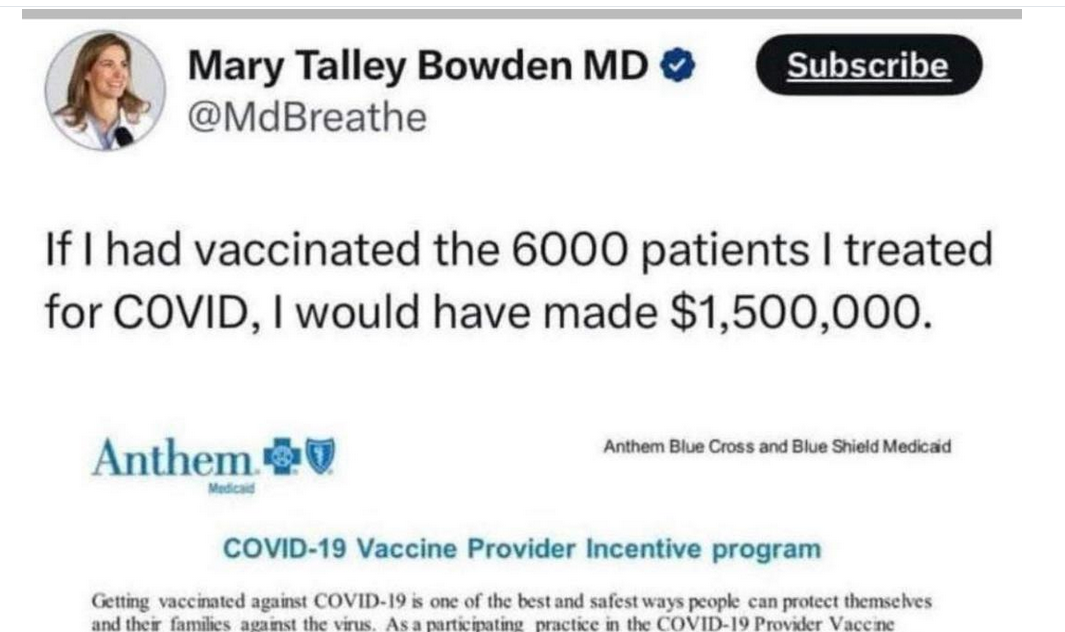 Mary Talley Bowden MD
Subscribe
@MdBreathe
If I had vaccinated the 6000 patients I treated
for COVID, I would have made $1,500,000.
Anthem
Medicaid
Anthem Blue Cross and Blue Shield Medicaid
COVID-19 Vaccine Provider Incentive program
Getting vaccinated against COVID-19 is one of the best and safest ways people can protect themselves
and their families against the virus. As a participating practice in the COVID-19 Provider Vaccine